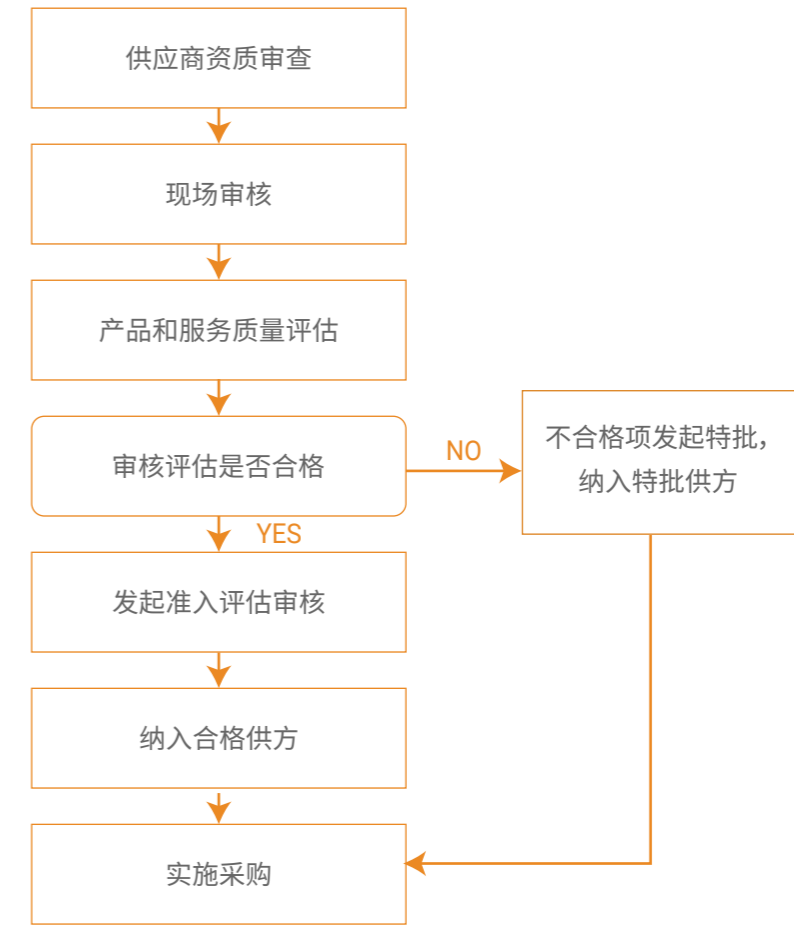 供应商资质审查
现场审核
产品和服务质量评估
审核评估是否合格
NO
不合格项发起特批，
纳入特批供方
YES
发起准入评估审核
纳入合格供方
实施采购